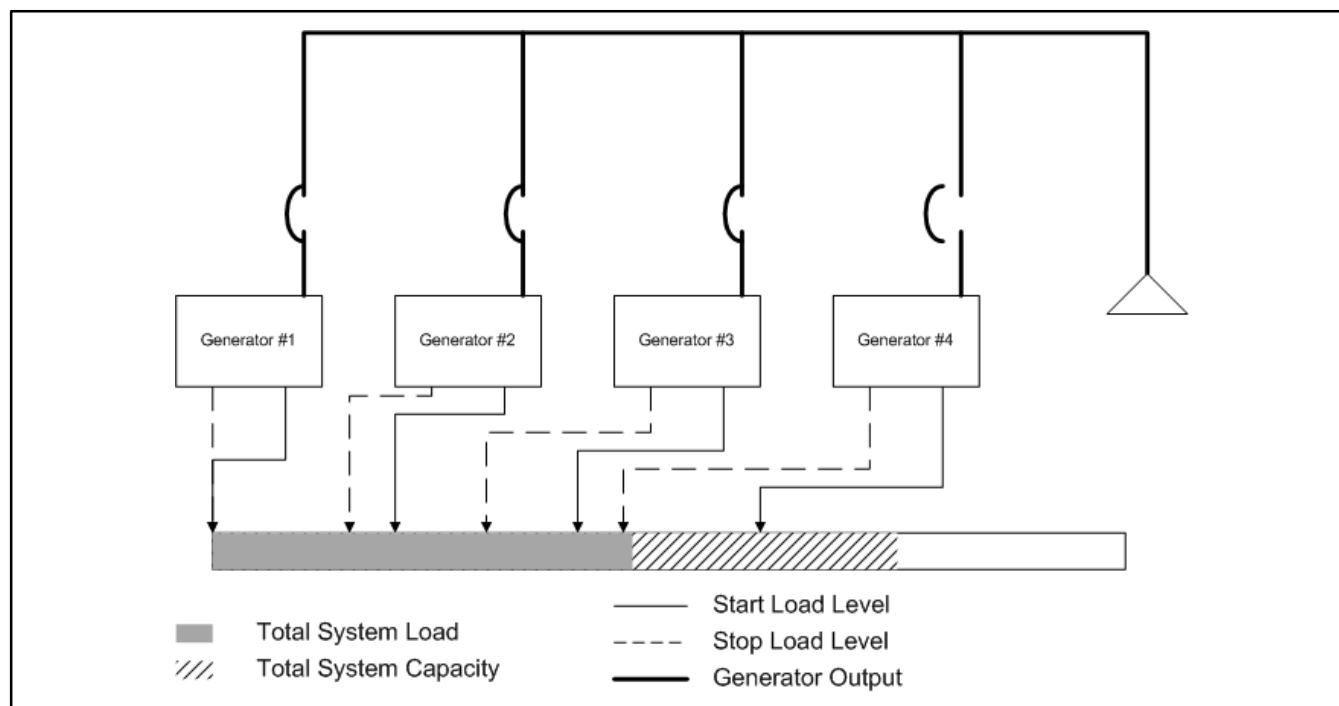 Generator #1
Generator #2
Generator #3
Generator #4
Total System Load
Total System Capacity
Start Load Level
Stop Load Level
Generator Output